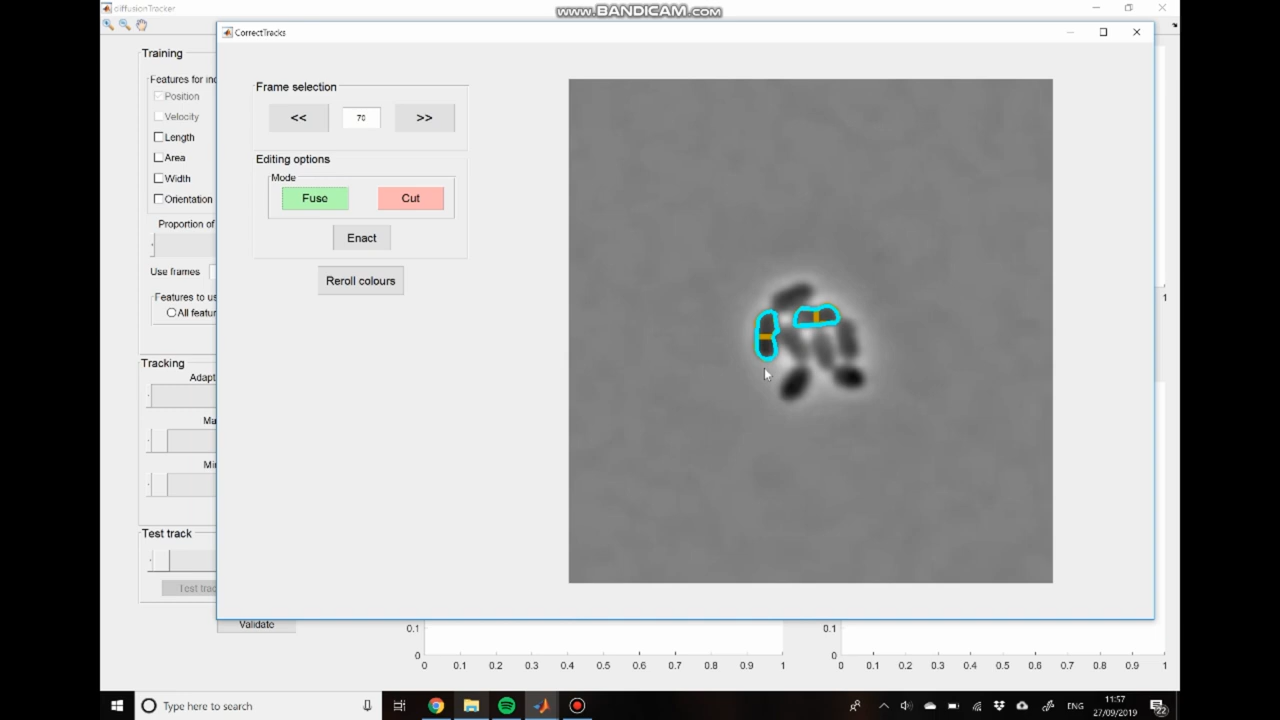 diffusionTracker
www.BANDICAM.com
CorrectTracks
Training
Features for inc
Position
Velocity
Length
Area
Width
Orientation
Proportion of
Use frames
Features to us
All featur
Tracking
Adapt
Ma
Mi
Test track
Test trac
Validate
Frame selection
<<
78
>>
Editing options
Mode
Fuse
Cut
Enact
Reroll colours
1
0.1
0
0 0.1 0.2 0.3 0.4 0.5 0.6 0.7 0.8 0.9 1
0.1
0
0 0.1 0.2 0.3 0.4 0.5 0.6 0.7 0.8 0.9 1
Type here to search
ENG
11:57
27/09/2019
22